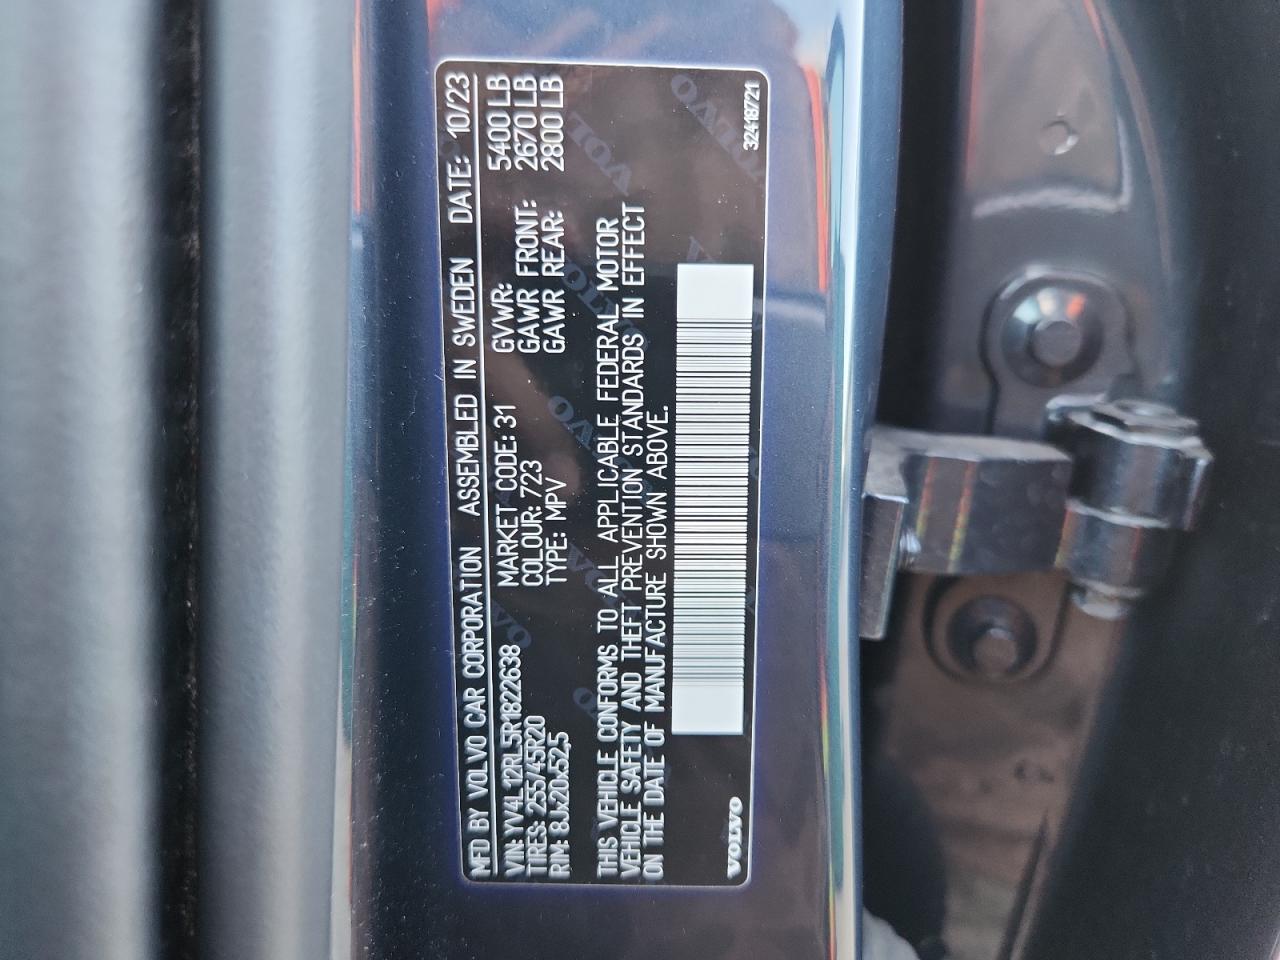 MFD BY VOLVO CAR CORPORATION ASSEMBLED IN SWEDEN DATE: 10/23
VIN: YV4L12RL5R1822638 MARKET CODE: 31 GVWR: 5400 LB
TIRES: 255/45R20 COLOUR: 723 GAWR FRONT: 2670 LB
RIM: 8Jx20x52,5 TYPE: MPV GAWR REAR: 2800 LB
THIS VEHICLE CONFORMS TO ALL APPLICABLE FEDERAL MOTOR
VEHICLE SAFETY AND THEFT PREVENTION STANDARDS IN EFFECT
ON THE DATE OF MANUFACTURE SHOWN ABOVE.
VOLVO
32418721